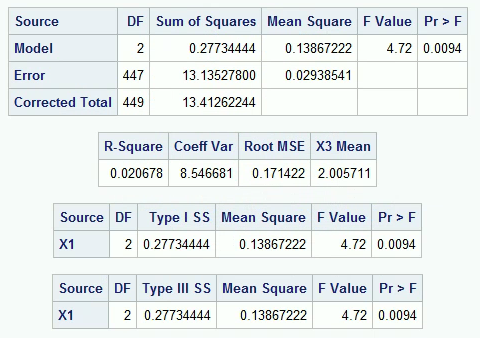 Source DF Sum of Squares Mean Square F Value Pr > F
Model 2 0.27734444 0.13867222 4.72 0.0094
Error 447 13.13527800 0.02938541
Corrected Total 449 13.41262244
R-Square Coeff Var Root MSE X3 Mean
0.020678 8.546681 0.171422 2.005711
Source DF Type I SS Mean Square F Value Pr > F
X1 2 0.27734444 0.13867222 4.72 0.0094
Source DF Type III SS Mean Square F Value Pr > F
X1 2 0.27734444 0.13867222 4.72 0.0094